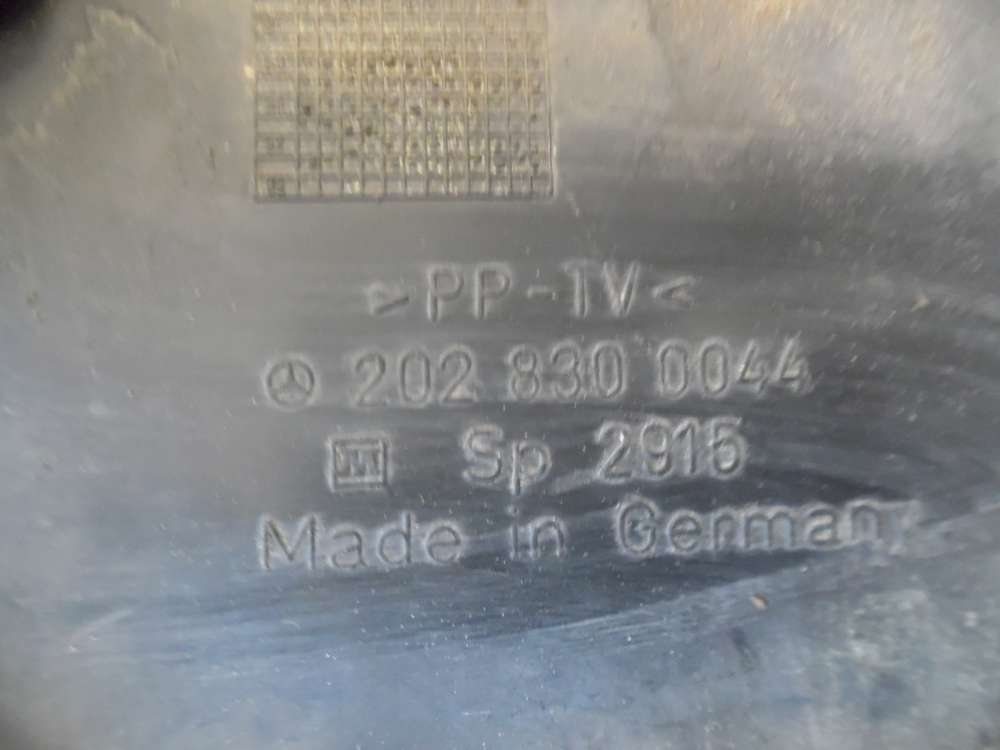 >PP-TV<
202 830 0044
Sp 2915
Made in Germany